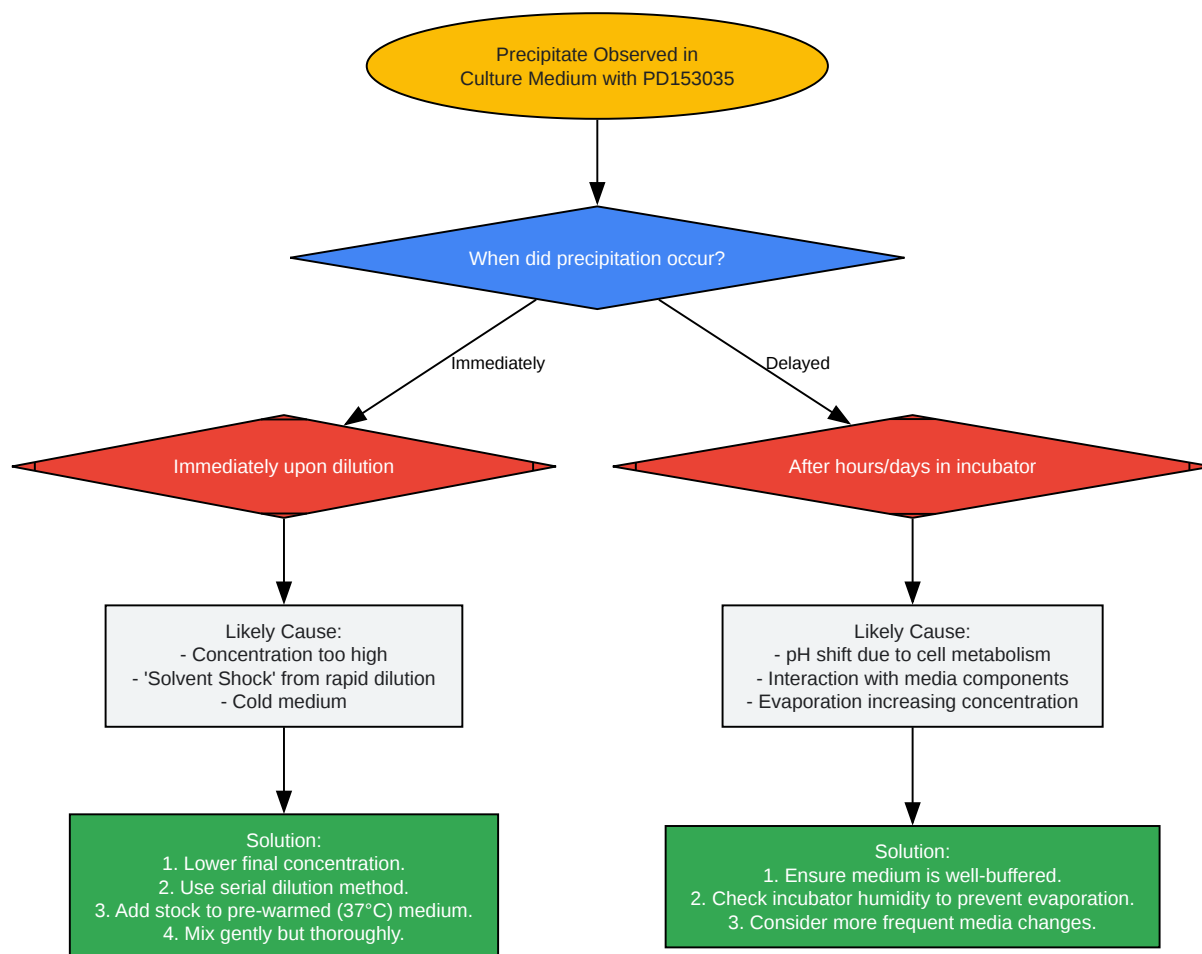 Precipitate Observed in
Culture Medium with PD153035
When did precipitation occur?
Immediately
Delayed
Immediately upon dilution
After hours/days in incubator
Likely Cause:
- Concentration too high
- 'Solvent Shock' from rapid dilution
- Cold medium
Likely Cause:
- pH shift due to cell metabolism
- Interaction with media components
- Evaporation increasing concentration
Solution:
1. Lower final concentration.
2. Use serial dilution method.
3. Add stock to pre-warmed (37°C) medium.
4. Mix gently but thoroughly.
Solution:
1. Ensure medium is well-buffered.
2. Check incubator humidity to prevent evaporation.
3. Consider more frequent media changes.